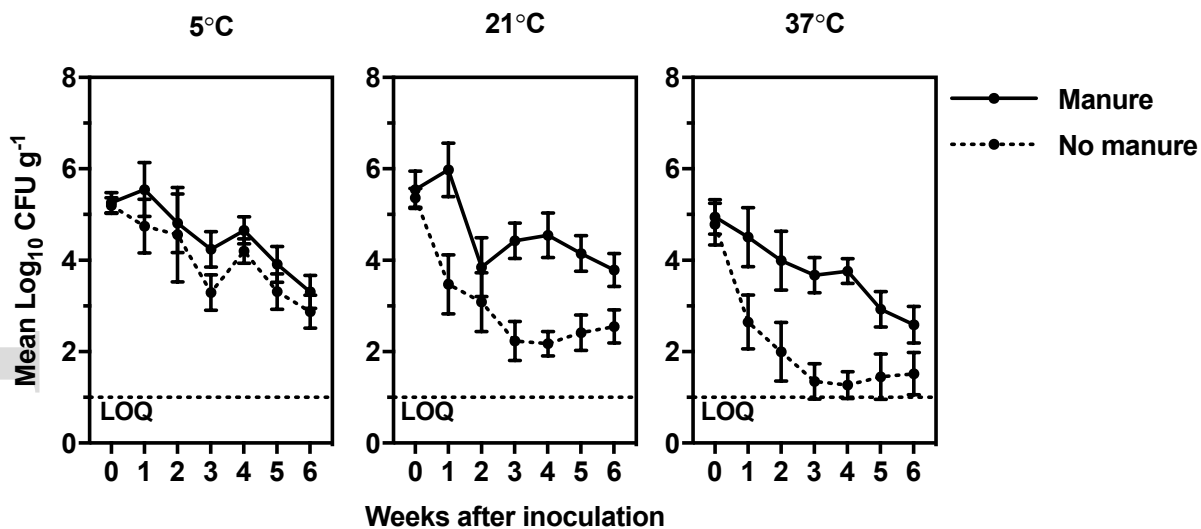 5°C 21°C 37°C
Mean Log10 CFU g-1
8 8 8
6 6 6
4 4 4
2 2 2
0 0 0
LOQ LOQ LOQ
0 1 2 3 4 5 6 0 1 2 3 4 5 6 0 1 2 3 4 5 6
Weeks after inoculation
Manure
No manure